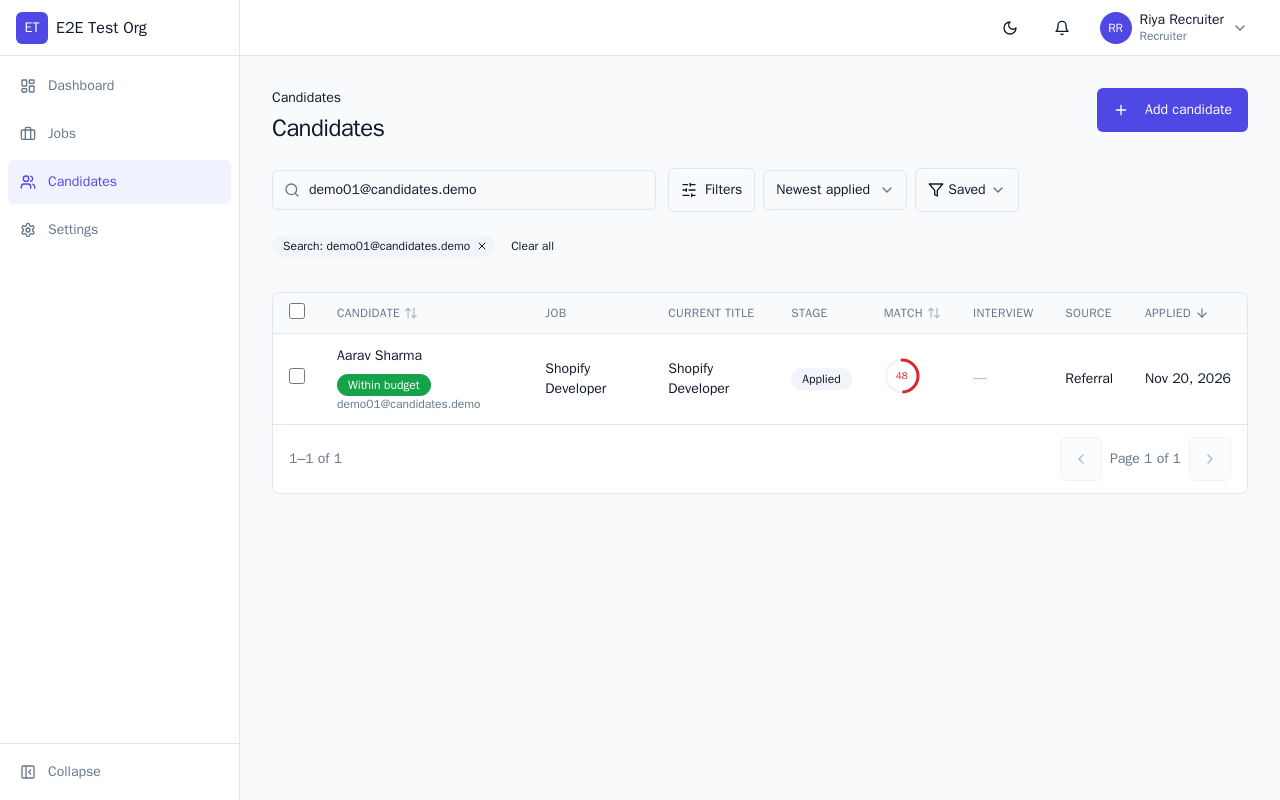 ET E2E Test Org
RR Riya Recruiter
Recruiter
Dashboard
Jobs
Candidates
Settings
Collapse
Candidates
Candidates
Add candidate
demo01@candidates.demo
Filters
Newest applied
Saved
Search: demo01@candidates.demo
Clear all
CANDIDATE JOB CURRENT TITLE STAGE MATCH INTERVIEW SOURCE APPLIED
Aarav Sharma
Within budget
demo01@candidates.demo
Shopify
Developer
Shopify
Developer
Applied
48
—
Referral
Nov 20, 2026
1–1 of 1
Page 1 of 1